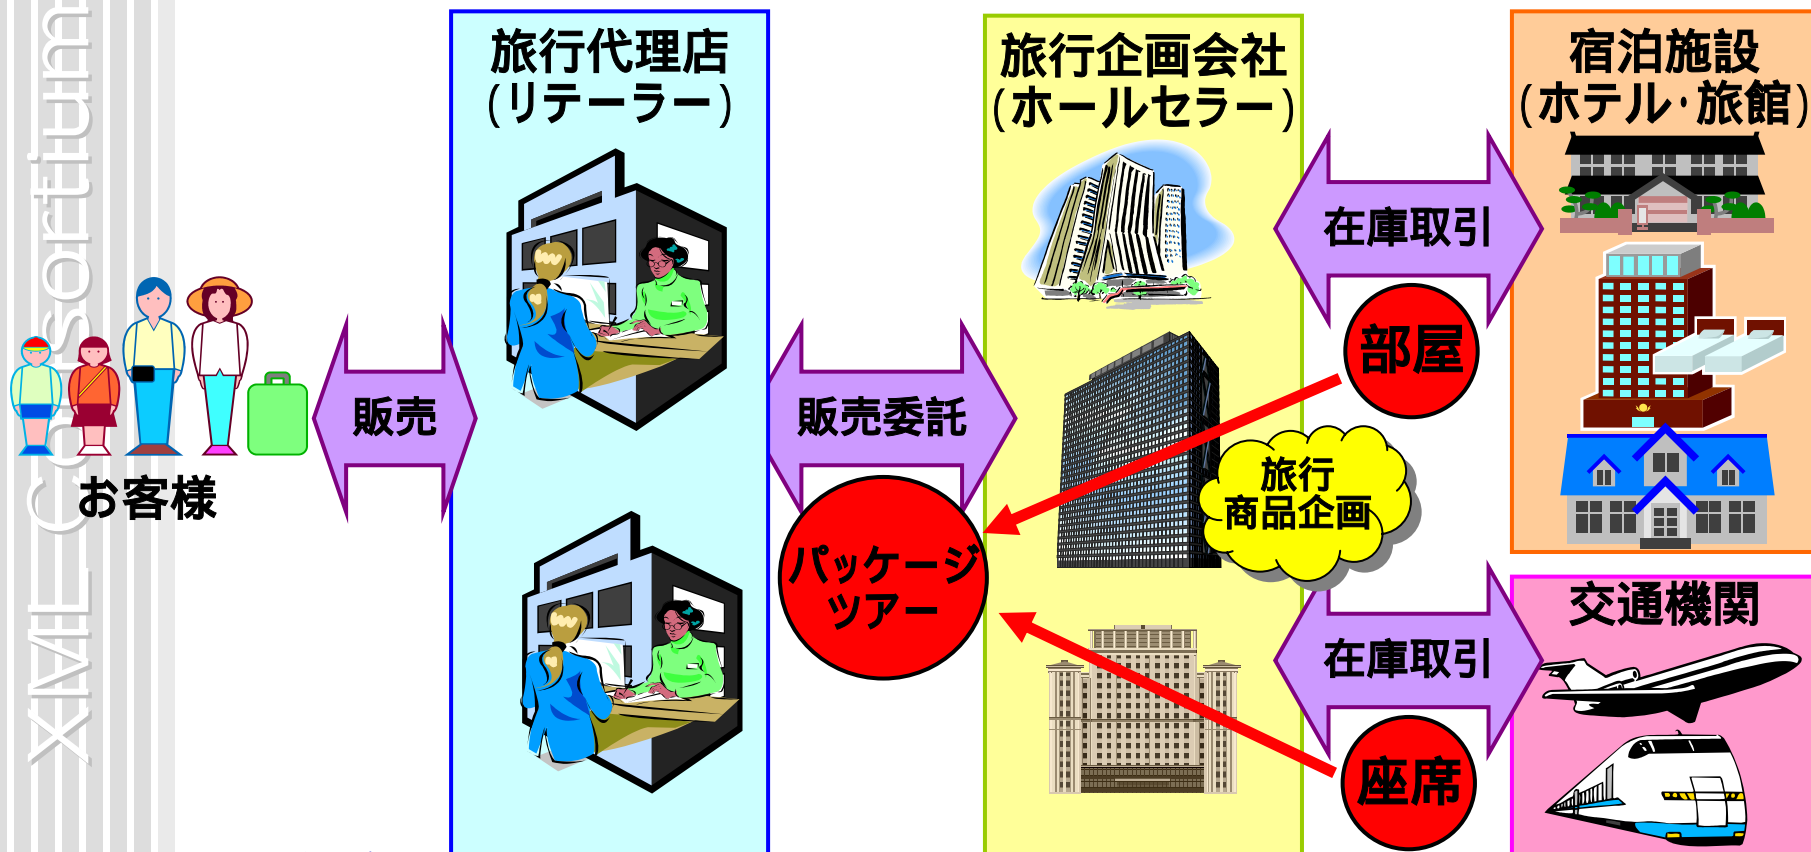 XML Consortium
旅行代理店
(リテーラー)
旅行企画会社
(ホールセラー)
宿泊施設
(ホテル・旅館)
在庫取引
部屋
販売
販売委託
お客様
旅行
商品企画
パッケージ
ツアー
交通機関
在庫取引
座席